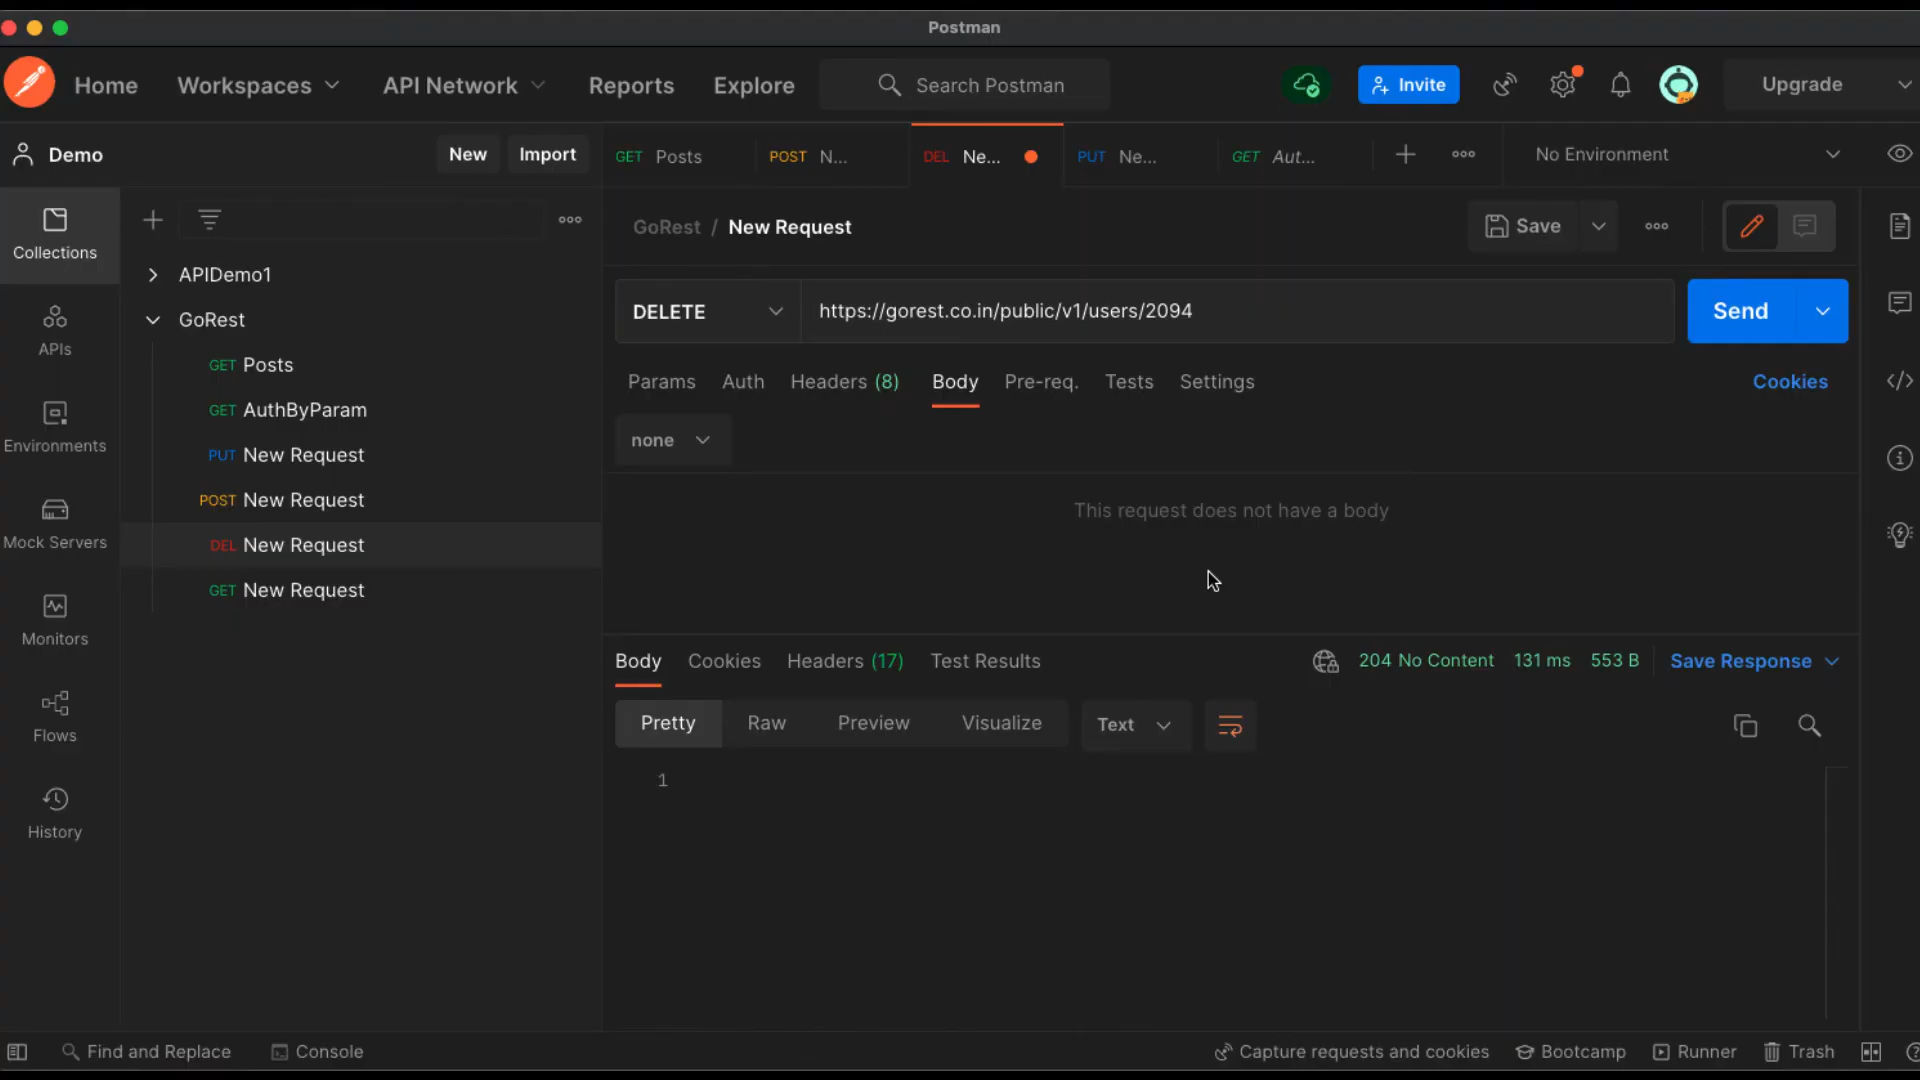 Postman
Home Workspaces API Network Reports Explore Search Postman Invite Upgrade
Demo New Import GET Posts POST N... DEL Ne... PUT Ne... GET Aut... No Environment
GoRest / New Request Save
Collections
APIDemo1
GoRest
DELETE https://gorest.co.in/public/v1/users/2094 Send
APIs
GET Posts
Params Auth Headers (8) Body Pre-req. Tests Settings Cookies
GET AuthByParam
Environments
none
PUT New Request
POST New Request
This request does not have a body
Mock Servers
DEL New Request
GET New Request
Monitors
Body Cookies Headers (17) Test Results 204 No Content 131 ms 553 B Save Response
Flows
Pretty Raw Preview Visualize Text
1
History
Find and Replace Console Capture requests and cookies Bootcamp Runner Trash